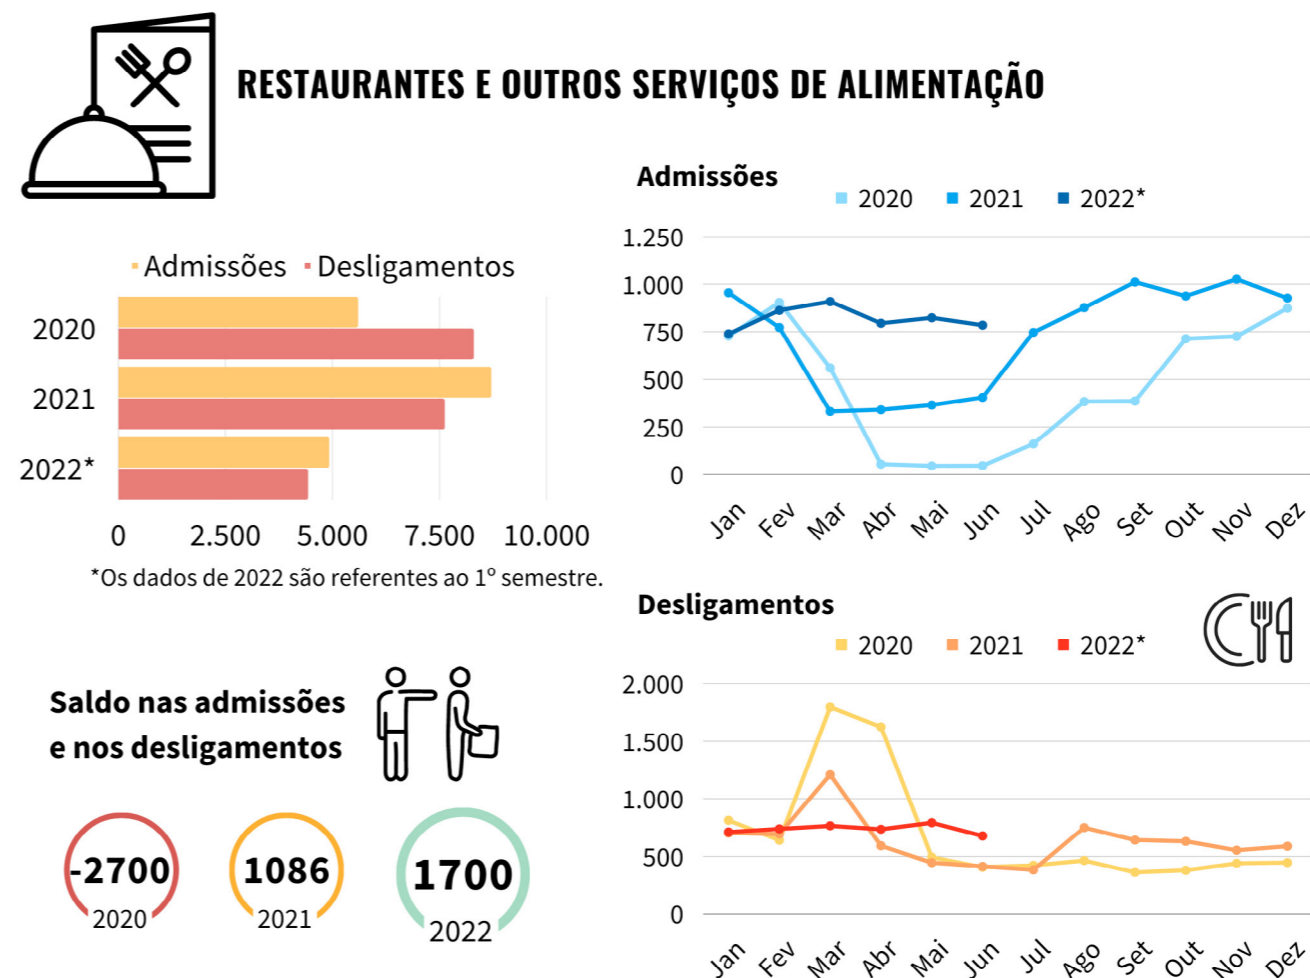 RESTAURANTES E OUTROS SERVIÇOS DE ALIMENTAÇÃO
Admissões Desligamentos
2020
2021
2022*
0 2.500 5.000 7.500 10.000
*Os dados de 2022 são referentes ao 1º semestre.
Saldo nas admissões
e nos desligamentos
-2700 1086 1700
2020 2021 2022
Admissões
2020 2021 2022*
1.250
1.000
750
500
250
0
Jan Fev Mar Abr Mai Jun Jul Ago Set Out Nov Dez
Desligamentos
2020 2021 2022*
2.000
1.500
1.000
500
0
Jan Fev Mar Abr Mai Jun Jul Ago Set Out Nov Dez